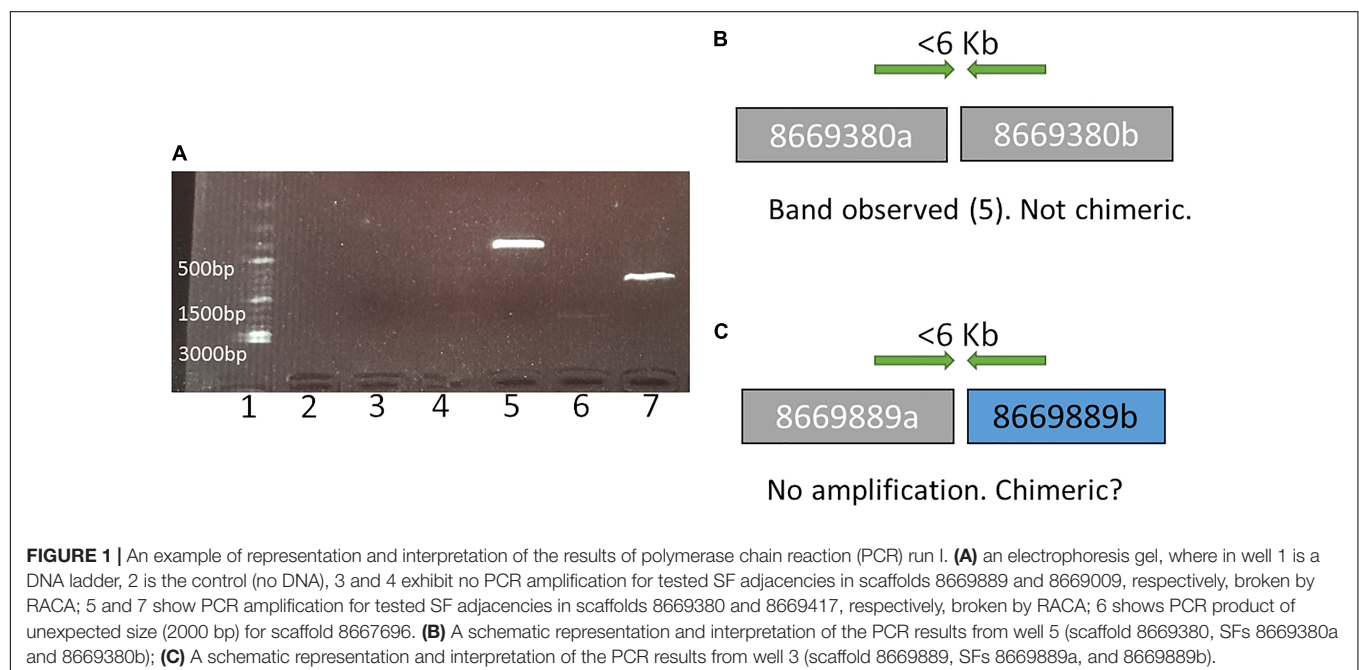 A
500bp
1500bp
3000bp
1 2 3 4 5 6 7
B
<6 Kb
8669380a 8669380b
Band observed (5). Not chimeric.
C
<6 Kb
8669889a 8669889b
No amplification. Chimeric?
FIGURE 1 | An example of representation and interpretation of the results of polymerase chain reaction (PCR) run I. (A) an electrophoresis gel, where in well 1 is a
DNA ladder, 2 is the control (no DNA), 3 and 4 exhibit no PCR amplification for tested SF adjacencies in scaffolds 8669889 and 8669009, respectively, broken by
RACA; 5 and 7 show PCR amplification for tested SF adjacencies in scaffolds 8669380 and 8669417, respectively, broken by RACA; 6 shows PCR product of
unexpected size (2000 bp) for scaffold 8667696. (B) A schematic representation and interpretation of the PCR results from well 5 (scaffold 8669380, SFs 8669380a
and 8669380b); (C) A schematic representation and interpretation of the PCR results from well 3 (scaffold 8669889, SFs 8669889a, and 8669889b).